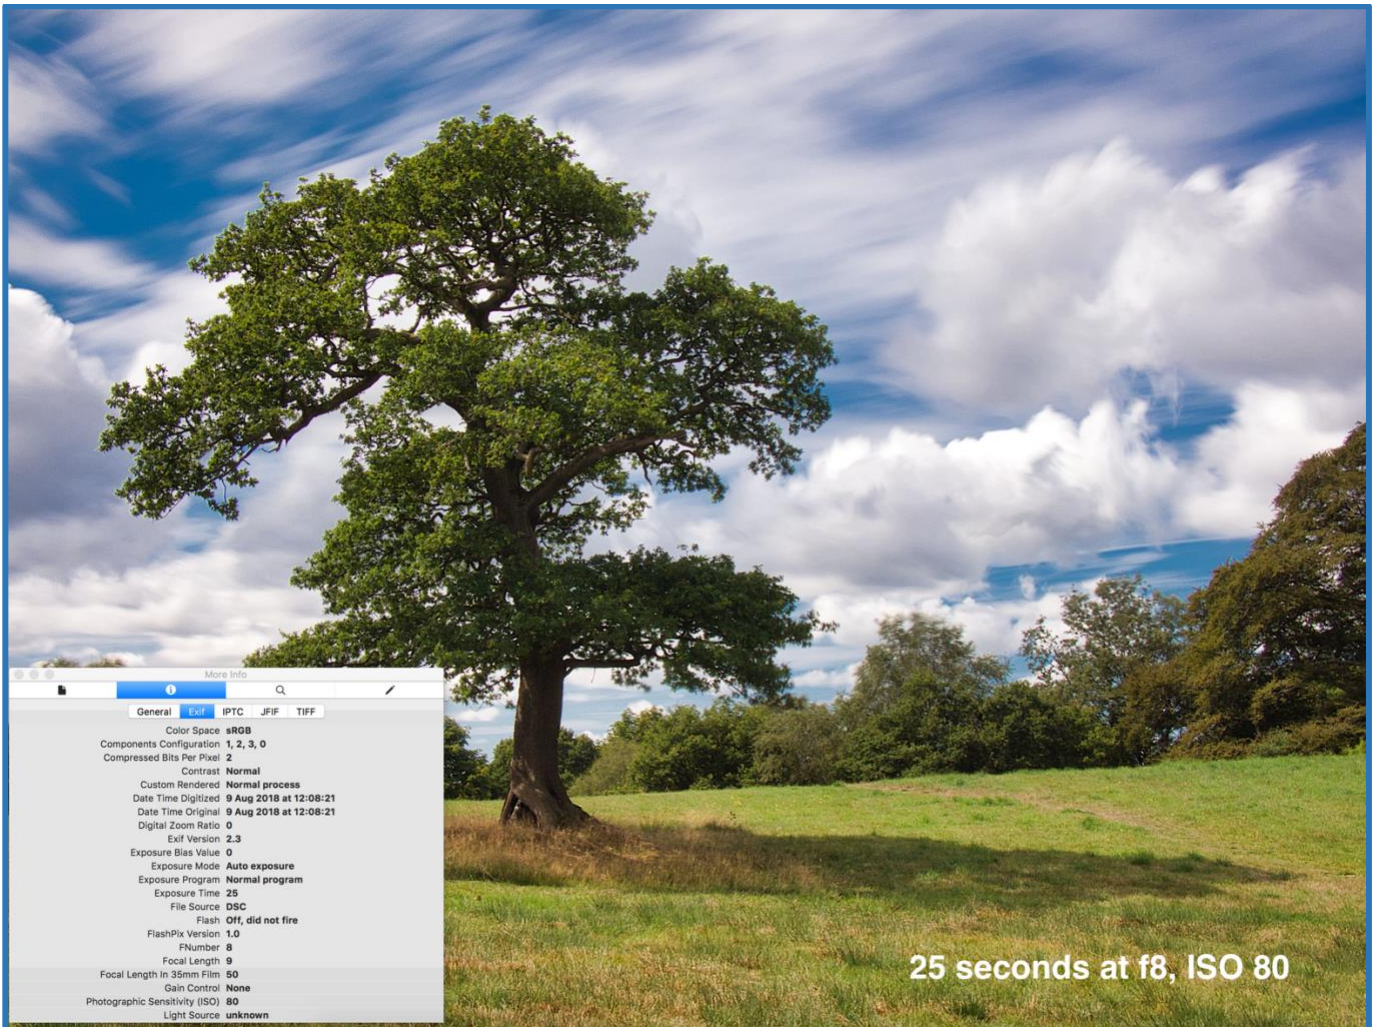 More Info
General Exif IPTC JFIF TIFF
Color Space sRGB
Components Configuration 1, 2, 3, 0
Compressed Bits Per Pixel 2
Contrast Normal
Custom Rendered Normal process
Date Time Digitized 9 Aug 2018 at 12:08:21
Date Time Original 9 Aug 2018 at 12:08:21
Digital Zoom Ratio 0
Exif Version 2.3
Exposure Bias Value 0
Exposure Mode Auto exposure
Exposure Program Normal program
Exposure Time 25
File Source DSC
Flash Off, did not fire
FlashPix Version 1.0
FNumber 8
Focal Length 9
Focal Length In 35mm Film 50
Gain Control None
Photographic Sensitivity (ISO) 80
Light Source unknown
25 seconds at f8, ISO 80